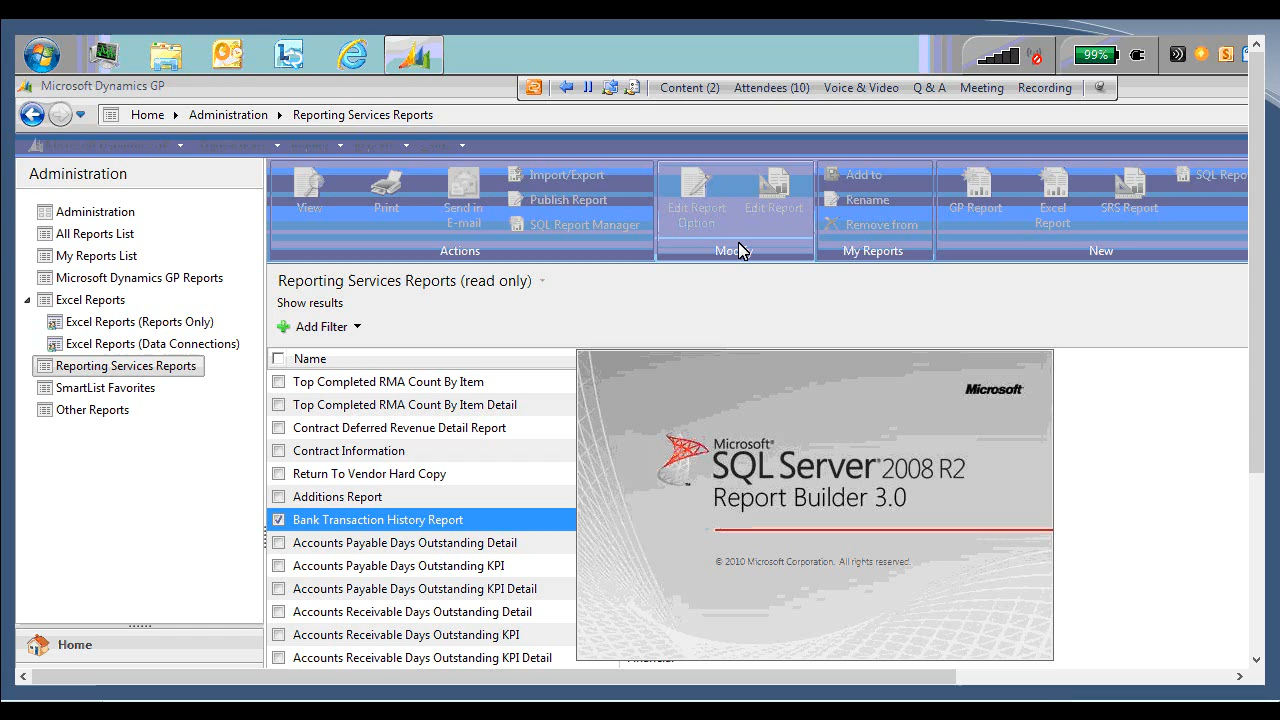 99%
Microsoft Dynamics GP
Content (2) Attendees (10) Voice & Video Q & A Meeting Recording
Home Administration Reporting Services Reports
Administration
Administration
All Reports List
My Reports List
Microsoft Dynamics GP Reports
Excel Reports
Excel Reports (Reports Only)
Excel Reports (Data Connections)
Reporting Services Reports
SmartList Favorites
Other Reports
Home
View
Print
Send in
E-mail
Import/Export
Publish Report
SQL Report Manager
Actions
Edit Report
Option
Edit Report
Add to
Rename
Remove from
My Reports
GP Report
Excel
Report
SRS Report
SQL Repo
New
Reporting Services Reports (read only)
Show results
Add Filter
Name
Top Completed RMA Count By Item
Top Completed RMA Count By Item Detail
Contract Deferred Revenue Detail Report
Contract Information
Return To Vendor Hard Copy
Additions Report
Bank Transaction History Report
Accounts Payable Days Outstanding Detail
Accounts Payable Days Outstanding KPI
Accounts Payable Days Outstanding KPI Detail
Accounts Receivable Days Outstanding Detail
Accounts Receivable Days Outstanding KPI
Accounts Receivable Days Outstanding KPI Detail
Microsoft
Microsoft®
SQL Server® 2008 R2
Report Builder 3.0
© 2010 Microsoft Corporation. All rights reserved.